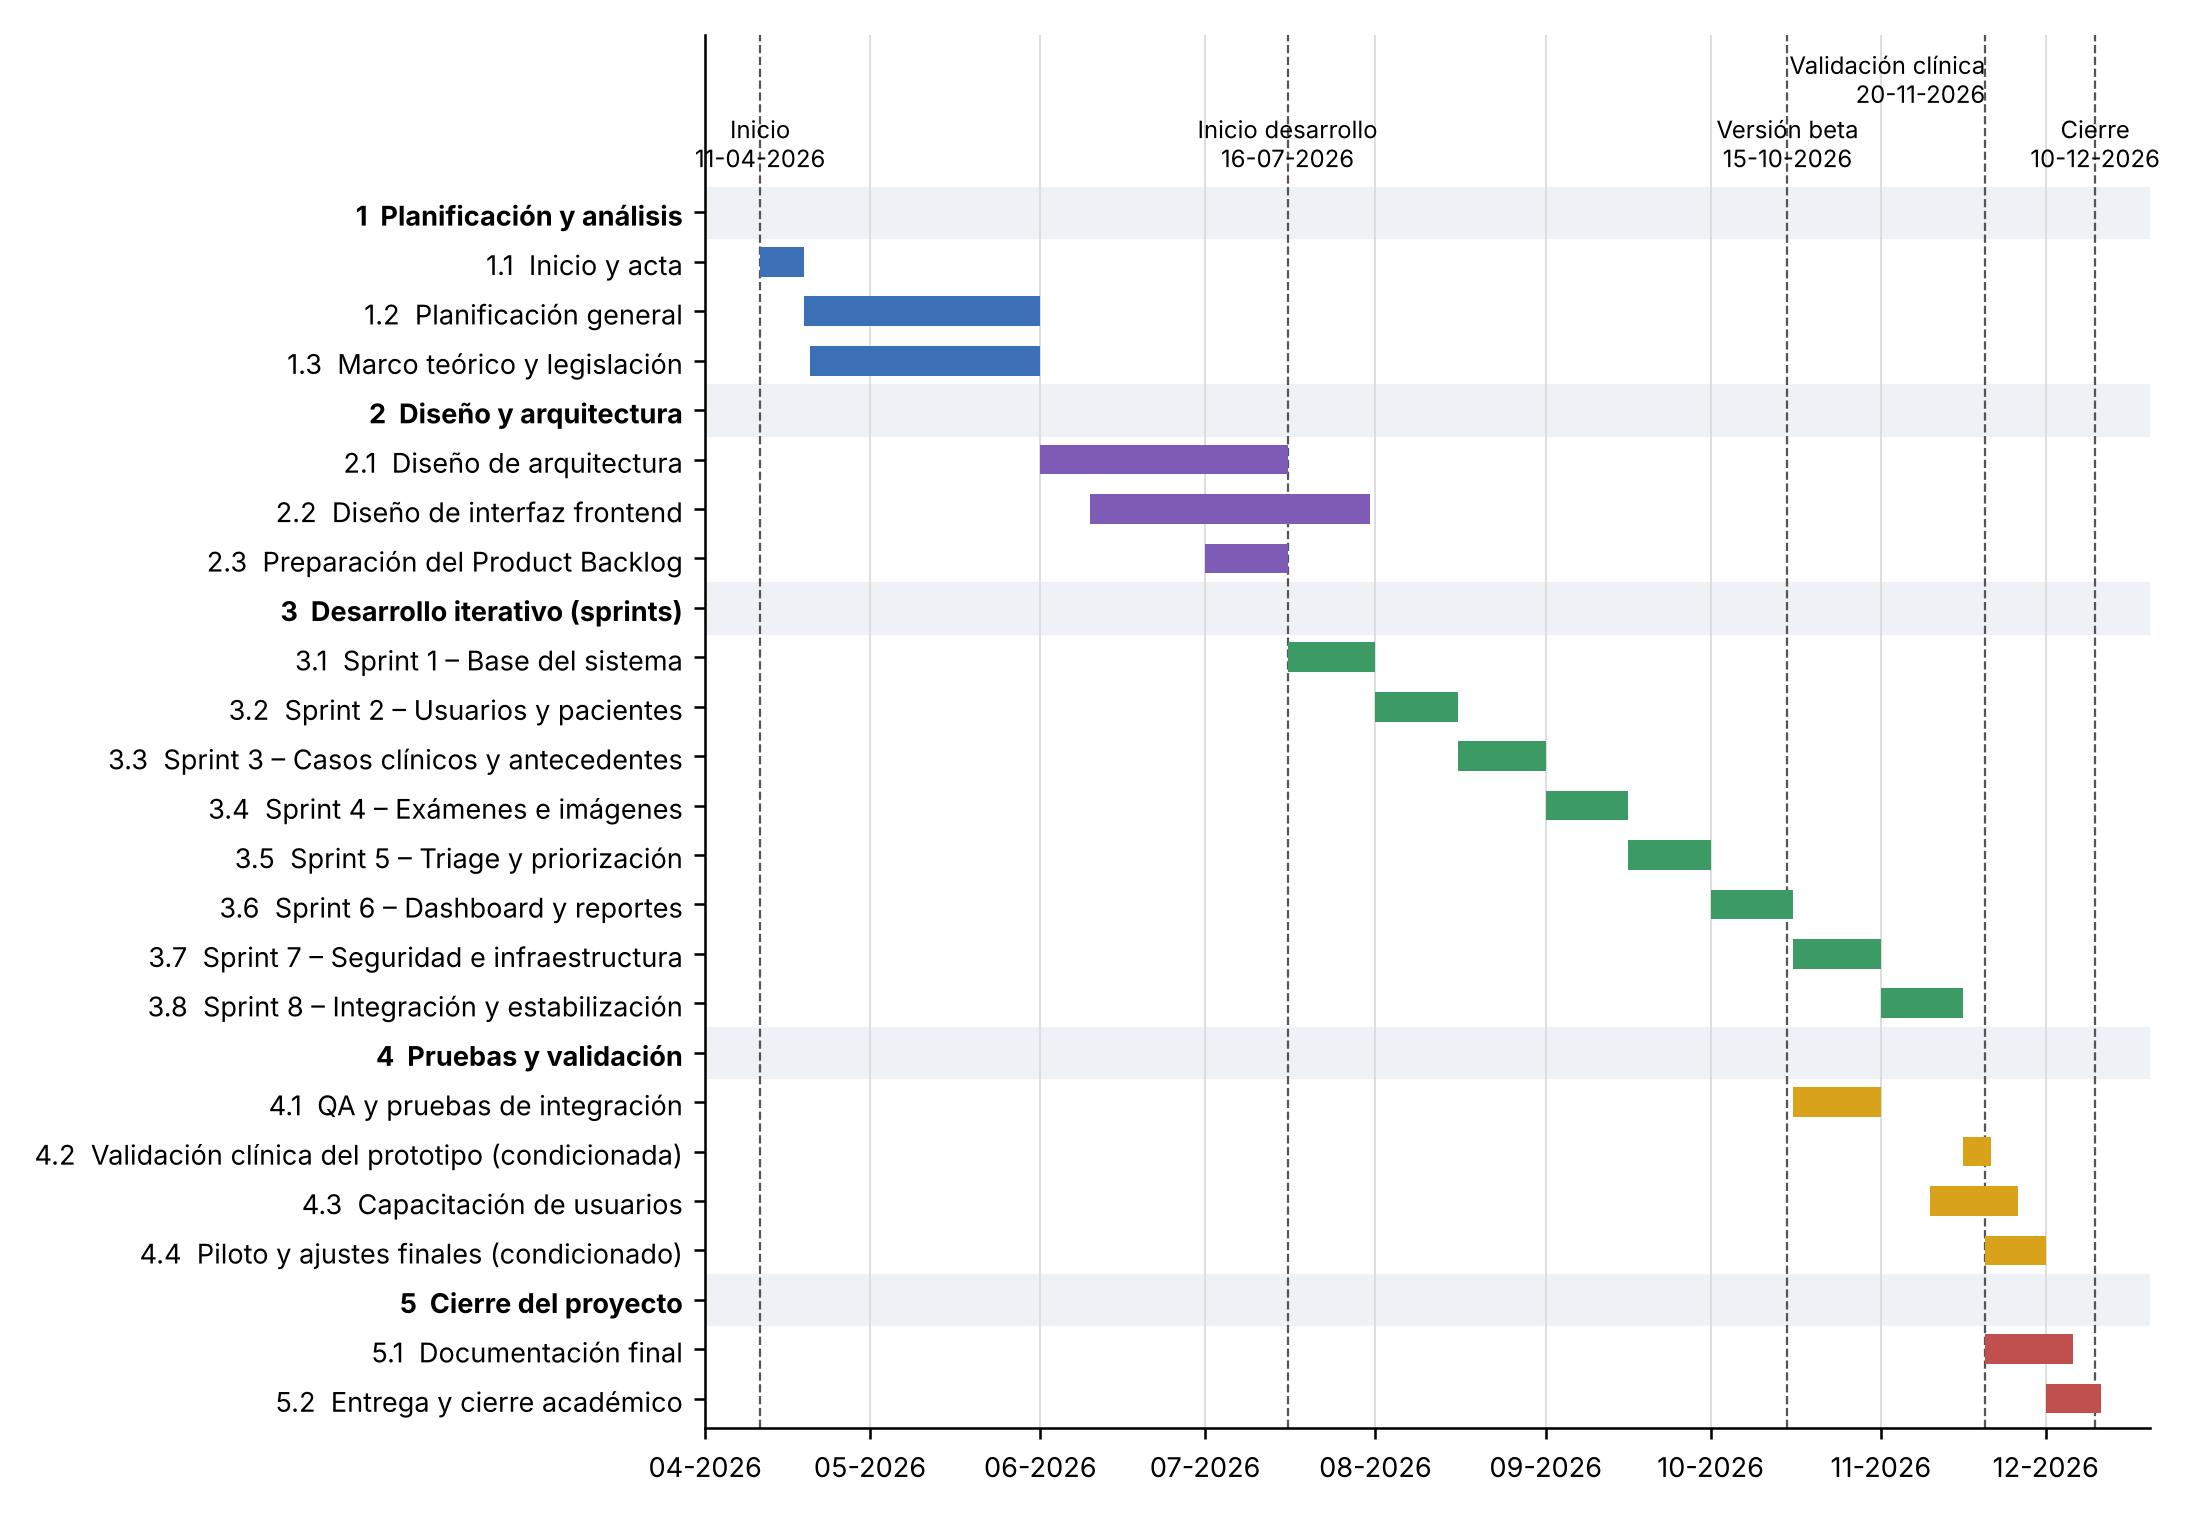 Validación clínica
20-11-2026
Inicio
11-04-2026
Inicio desarrollo
16-07-2026
Versión beta
15-10-2026
Cierre
10-12-2026
1 Planificación y análisis
1.1 Inicio y acta
1.2 Planificación general
1.3 Marco teórico y legislación
2 Diseño y arquitectura
2.1 Diseño de arquitectura
2.2 Diseño de interfaz frontend
2.3 Preparación del Product Backlog
3 Desarrollo iterativo (sprints)
3.1 Sprint 1 – Base del sistema
3.2 Sprint 2 – Usuarios y pacientes
3.3 Sprint 3 – Casos clínicos y antecedentes
3.4 Sprint 4 – Exámenes e imágenes
3.5 Sprint 5 – Triage y priorización
3.6 Sprint 6 – Dashboard y reportes
3.7 Sprint 7 – Seguridad e infraestructura
3.8 Sprint 8 – Integración y estabilización
4 Pruebas y validación
4.1 QA y pruebas de integración
4.2 Validación clínica del prototipo (condicionada)
4.3 Capacitación de usuarios
4.4 Piloto y ajustes finales (condicionado)
5 Cierre del proyecto
5.1 Documentación final
5.2 Entrega y cierre académico
04-2026 05-2026 06-2026 07-2026 08-2026 09-2026 10-2026 11-2026 12-2026